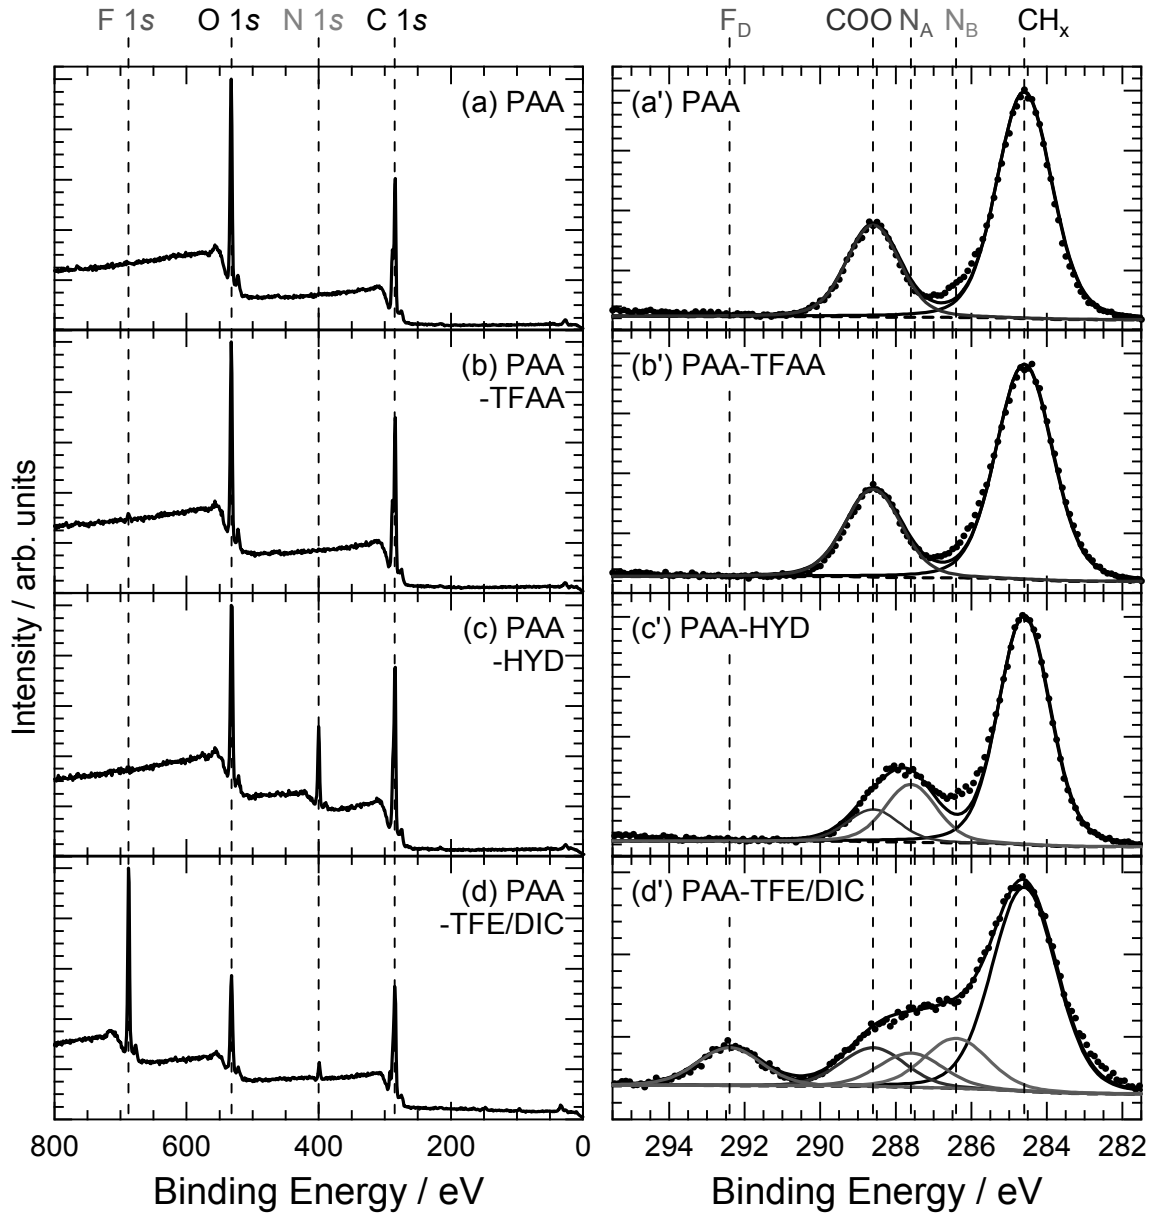 F 1s O 1s N 1s C 1s
F_D COO N_A N_B CH_x
(a) PAA
(a') PAA
(b) PAA
-TFAA
(b') PAA-TFAA
(c) PAA
-HYD
(c') PAA-HYD
(d) PAA
-TFE/DIC
(d') PAA-TFE/DIC
Intensity / arb. units
800 600 400 200 0
294 292 290 288 286 284 282
Binding Energy / eV
Binding Energy / eV